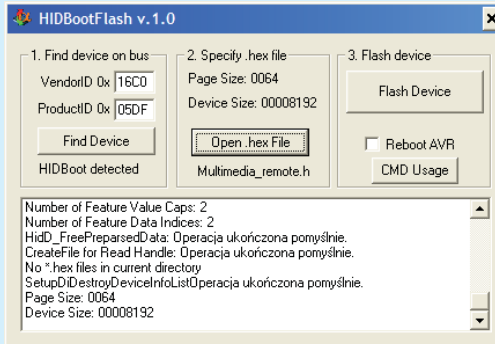 HIDBootFlash v.1.0
1. Find device on bus
VendorID 0x 16C0
ProductID 0x 05DF
Find Device
HIDBoot detected
2. Specify .hex file
Page Size: 0064
Device Size: 00008192
Open .hex File
Multimedia_remote.h
3. Flash device
Flash Device
Reboot AVR
CMD Usage
Number of Feature Value Caps: 2
Number of Feature Data Indices: 2
HidD_FreePreparsedData: Operacja ukończona pomyślnie.
CreateFile for Read Handle: Operacja ukończona pomyślnie.
No *.hex files in current directory
SetupDiDestroyDeviceInfoListOperacja ukończona pomyślnie.
Page Size: 0064
Device Size: 00008192